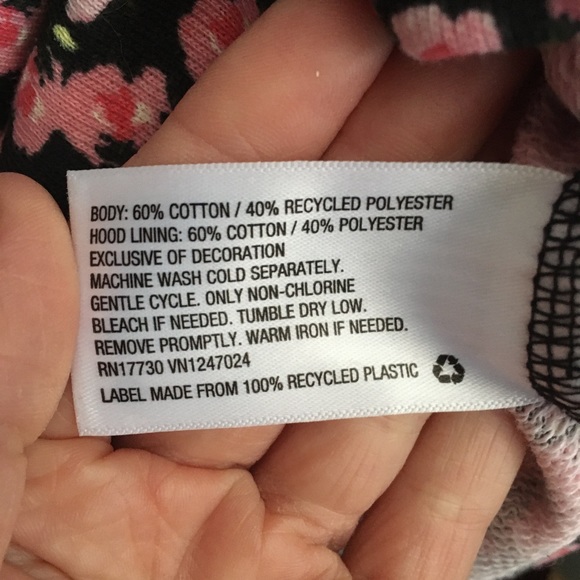 BODY: 60% COTTON / 40% RECYCLED POLYESTER
HOOD LINING: 60% COTTON / 40% POLYESTER
EXCLUSIVE OF DECORATION
MACHINE WASH COLD SEPARATELY.
GENTLE CYCLE. ONLY NON-CHLORINE
BLEACH IF NEEDED. TUMBLE DRY LOW.
REMOVE PROMPTLY. WARM IRON IF NEEDED.
RN17730 VN1247024
LABEL MADE FROM 100% RECYCLED PLASTIC